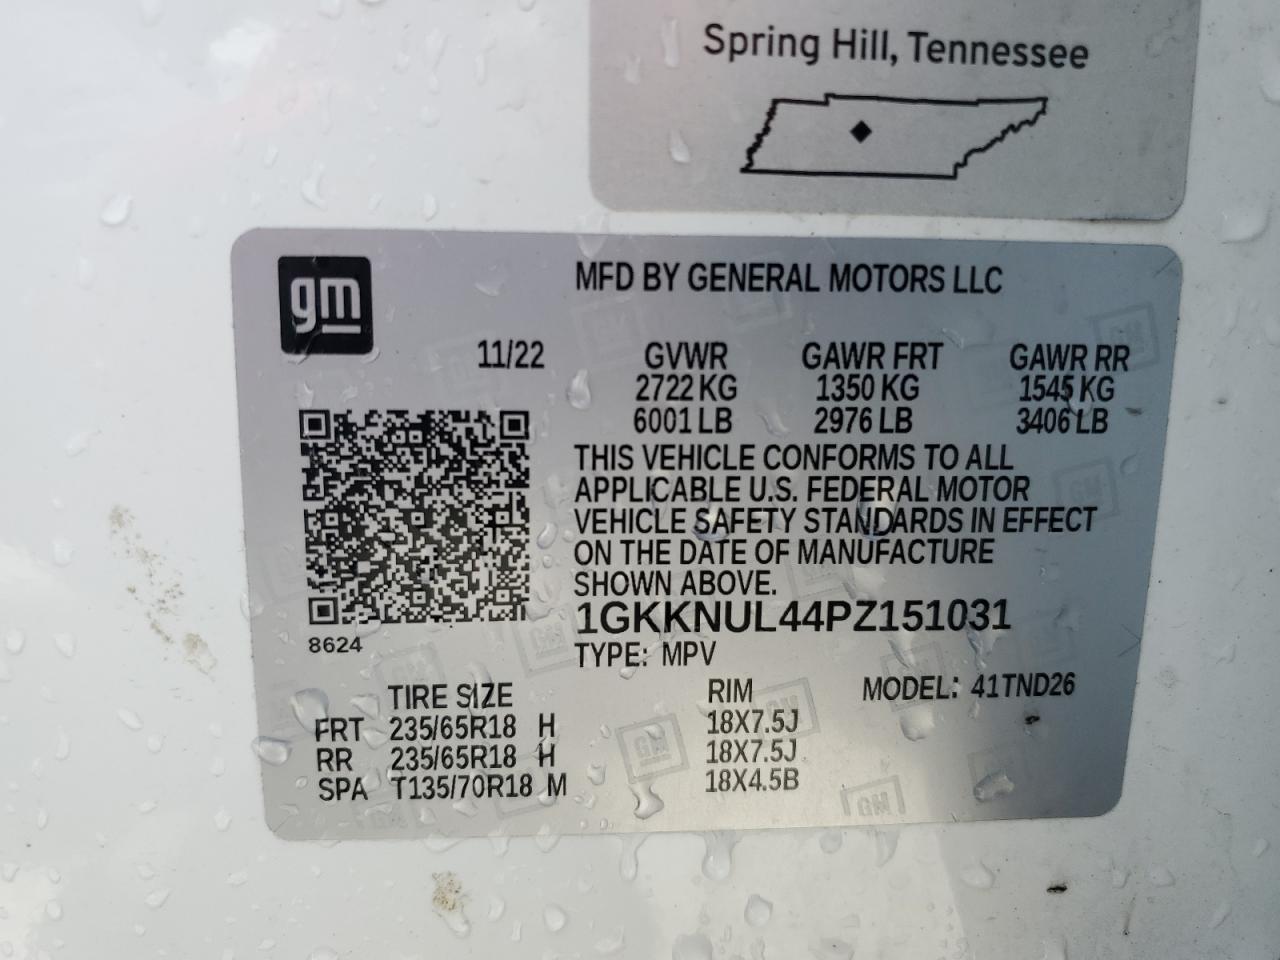 Spring Hill, Tennessee
gm
MFD BY GENERAL MOTORS LLC
11/22 GVWR GAWR FRT GAWR RR
2722 KG 1350 KG 1545 KG
6001 LB 2976 LB 3406 LB
THIS VEHICLE CONFORMS TO ALL
APPLICABLE U.S. FEDERAL MOTOR
VEHICLE SAFETY STANDARDS IN EFFECT
ON THE DATE OF MANUFACTURE
SHOWN ABOVE.
1GKKNUL44PZ151031
8624
TYPE: MPV
TIRE SIZE RIM MODEL: 41TND26
FRT 235/65R18 H 18X7.5J
RR 235/65R18 H 18X7.5J
SPA T135/70R18 M 18X4.5B